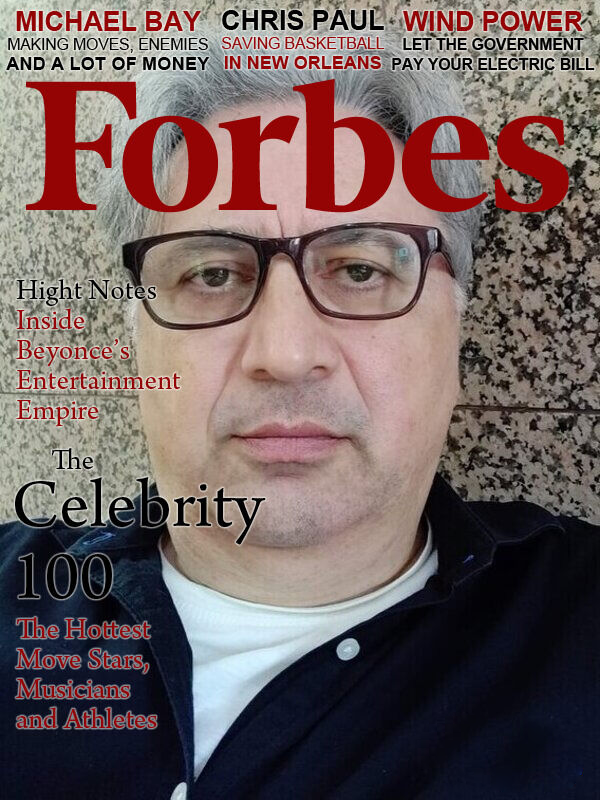 MICHAEL BAY
MAKING MOVES, ENEMIES
AND A LOT OF MONEY
CHRIS PAUL
SAVING BASKETBALL
IN NEW ORLEANS
WIND POWER
LET THE GOVERNMENT
PAY YOUR ELECTRIC BILL
Forbes
Hight Notes
Inside
Beyonce's
Entertainment
Empire
The
Celebrity
100
The Hottest
Move Stars,
Musicians
and Athletes